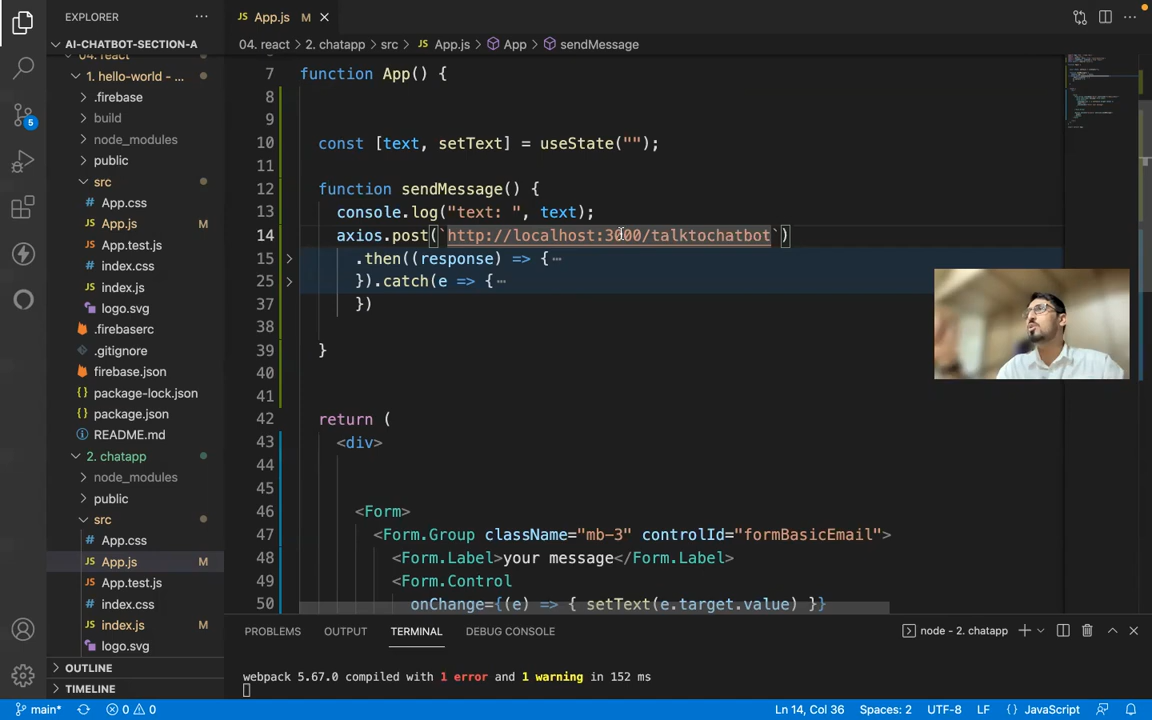 EXPLORER
App.js M
AI-CHATBOT-SECTION-A
04. react > 2. chatapp > src > App.js > App > sendMessage
04. react
1. hello-world - ...
.firebase
build
node_modules
public
src
App.css
App.js M
App.test.js
index.css
index.js
logo.svg
.firebaserc
.gitignore
firebase.json
package-lock.json
package.json
README.md
2. chatapp
node_modules
public
src
App.css
App.js M
App.test.js
index.css
index.js M
logo.svg
OUTLINE
TIMELINE
5
7 function App() {
8
9
10 const [text, setText] = useState("");
11
12 function sendMessage() {
13 console.log("text: ", text);
14 axios.post(`http://localhost:3000/talktochatbot`)
15 .then((response) => {…
25 }).catch(e => {…
37 })
38
39 }
40
41
42 return (
43 <div>
44
45
46 <Form>
47 <Form.Group className="mb-3" controlId="formBasicEmail">
48 <Form.Label>your message</Form.Label>
49 <Form.Control
50 onChange={(e) => { setText(e.target.value) }}
PROBLEMS OUTPUT TERMINAL DEBUG CONSOLE node - 2. chatapp
webpack 5.67.0 compiled with 1 error and 1 warning in 152 ms
main* 0 0 Ln 14, Col 36 Spaces: 2 UTF-8 LF {} JavaScript